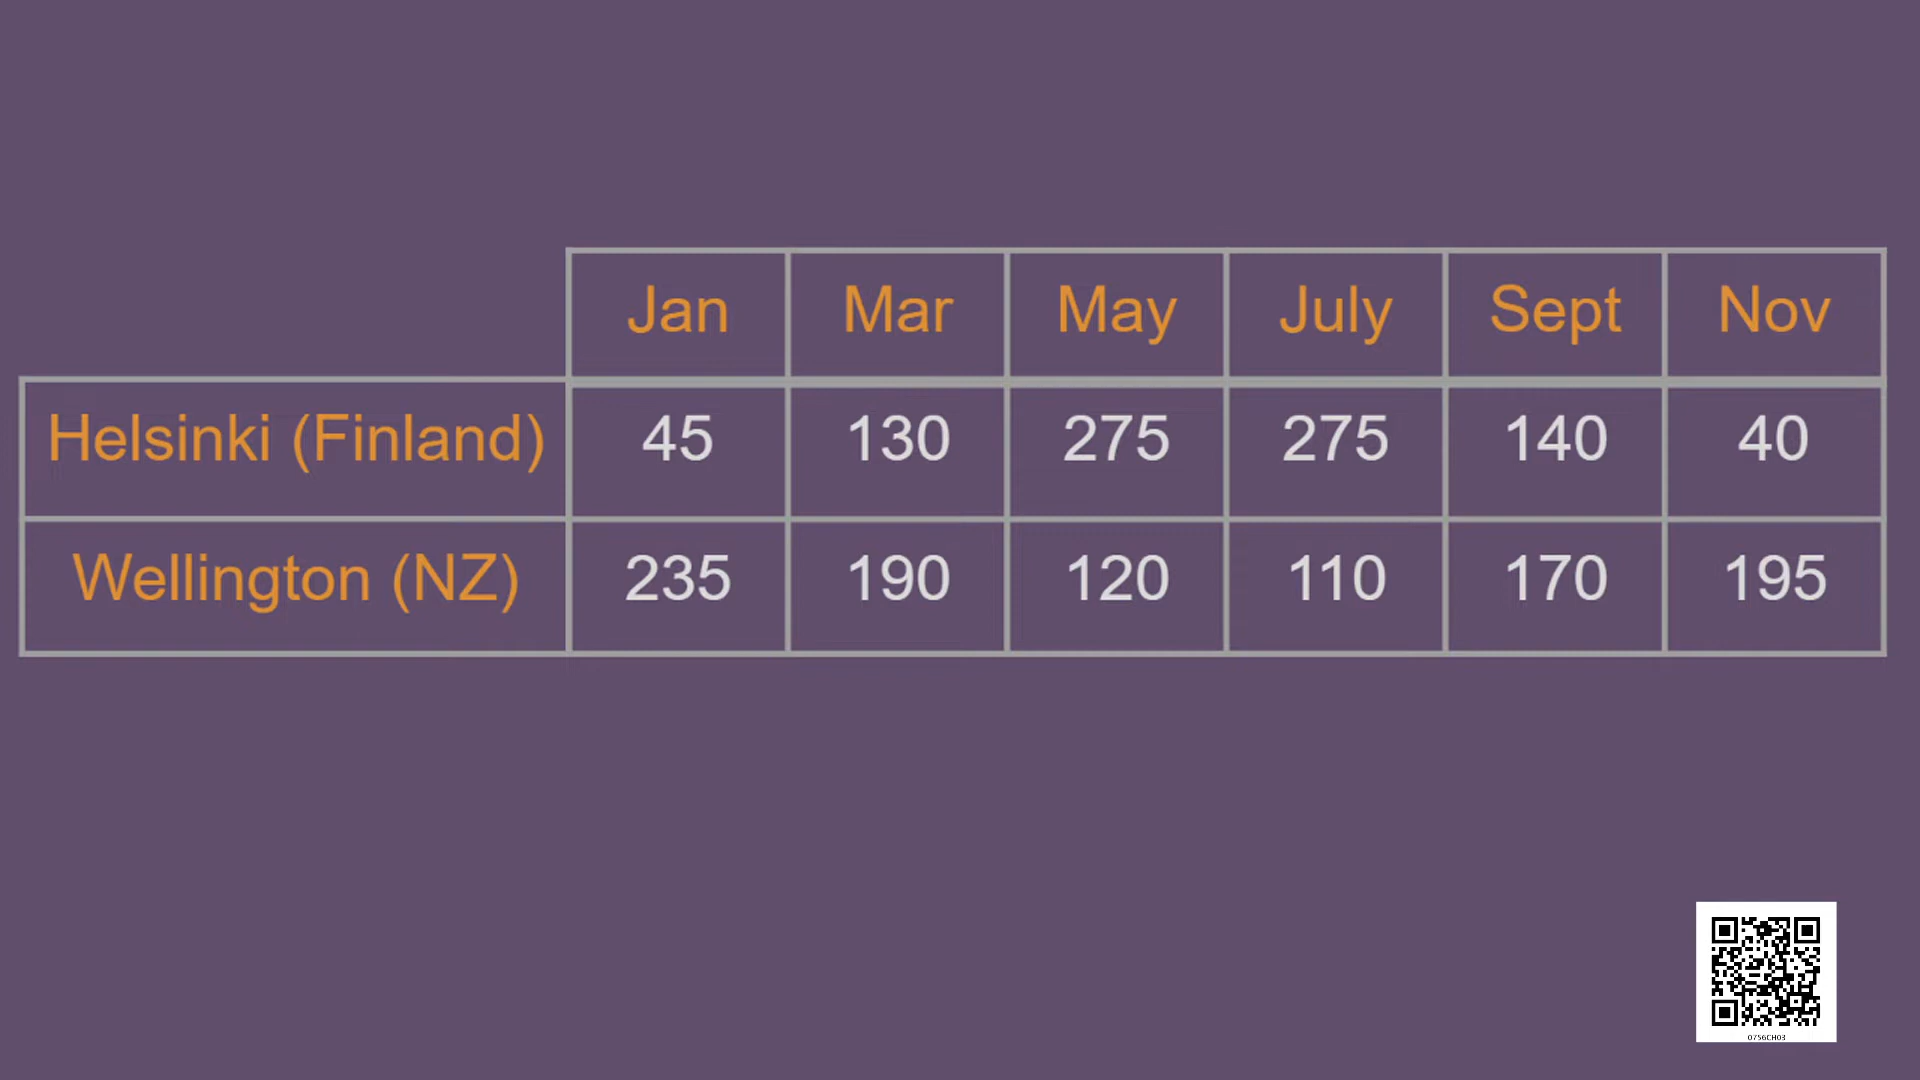 Jan Mar May July Sept Nov
Helsinki (Finland) 45 130 275 275 140 40
Wellington (NZ) 235 190 120 110 170 195
0756CH03